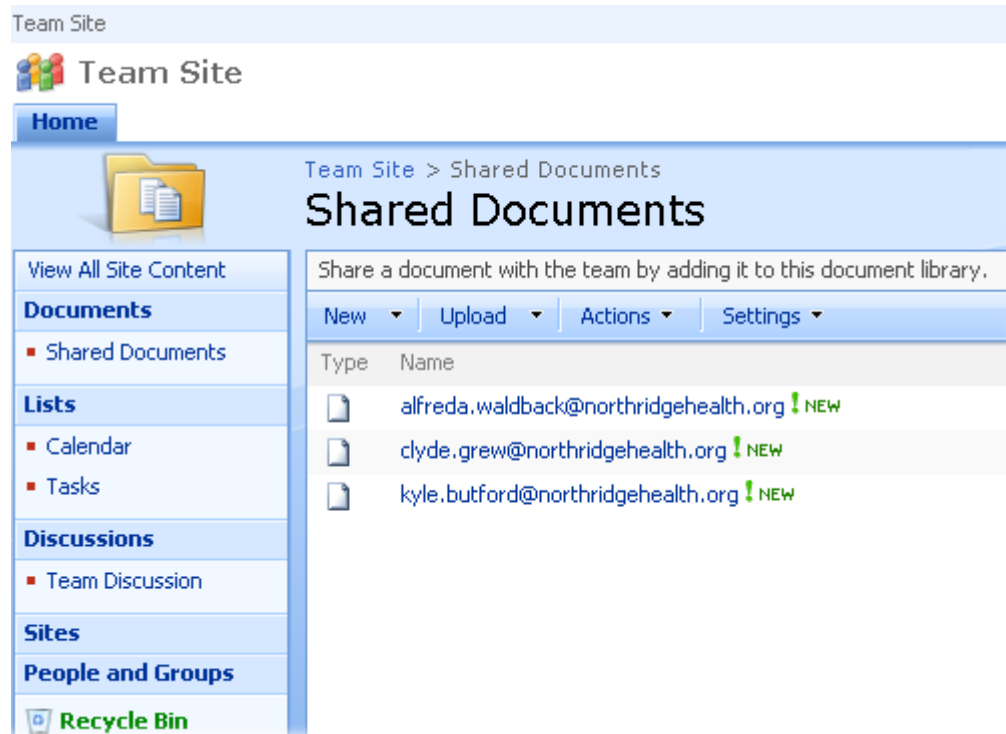 Team Site
Team Site
Home
Team Site > Shared Documents
Shared Documents
View All Site Content
Documents
Shared Documents
Lists
Calendar
Tasks
Discussions
Team Discussion
Sites
People and Groups
Recycle Bin
Share a document with the team by adding it to this document library.
New Upload Actions Settings
Type Name
alfreda.waldback@northridgehealth.org ! NEW
clyde.grew@northridgehealth.org ! NEW
kyle.butford@northridgehealth.org ! NEW